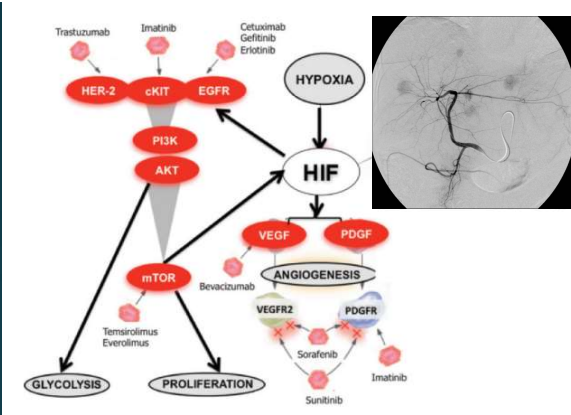 Trastuzumab
Imatinib
Cetuximab
Gefitinib
Erlotinib
HER-2
cKIT
EGFR
HYPOXIA
PI3K
AKT
HIF
VEGF
PDGF
mTOR
Bevacizumab
ANGIOGENESIS
VEGFR2
PDGFR
Temsirolimus
Everolimus
Sorafenib
Imatinib
GLYCOLYSIS
PROLIFERATION
Sunitinib